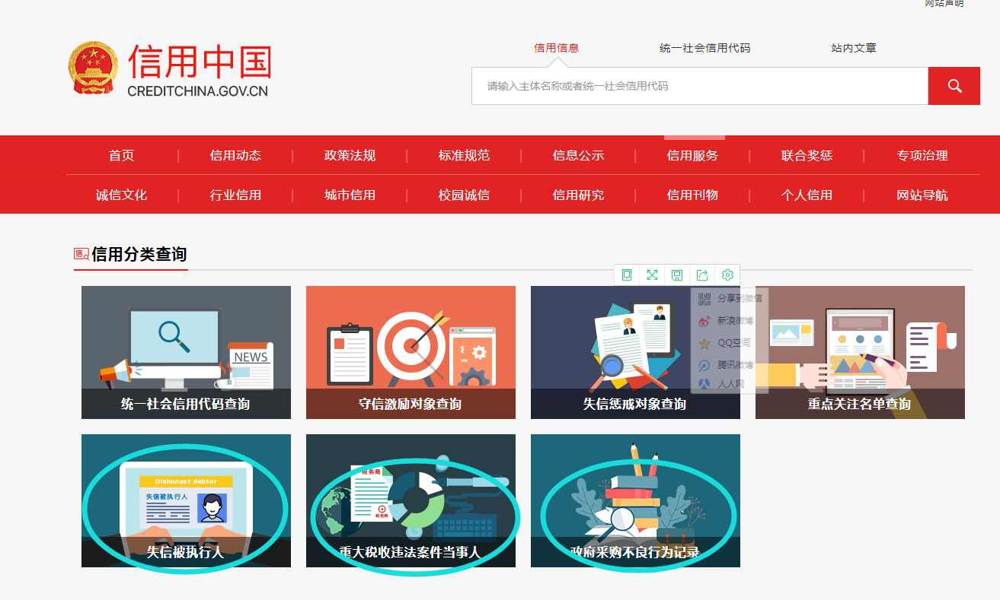 网站声明
信用中国
CREDITCHINA.GOV.CN
信用信息 统一社会信用代码 站内文章
请输入主体名称或者统一社会信用代码
首页 信用动态 政策法规 标准规范 信息公示 信用服务 联合奖惩 专项治理
诚信文化 行业信用 城市信用 校园诚信 信用研究 信用刊物 个人信用 网站导航
信用分类查询
分享到微信
新浪微博
QQ空间
腾讯微博
人人网
NEWS
统一社会信用代码查询 守信激励对象查询 失信惩戒对象查询 重点关注名单查询
Dishonest debtor
失信被执行人
税务局
税务局
失信被执行人 重大税收违法案件当事人 政府采购不良行为记录